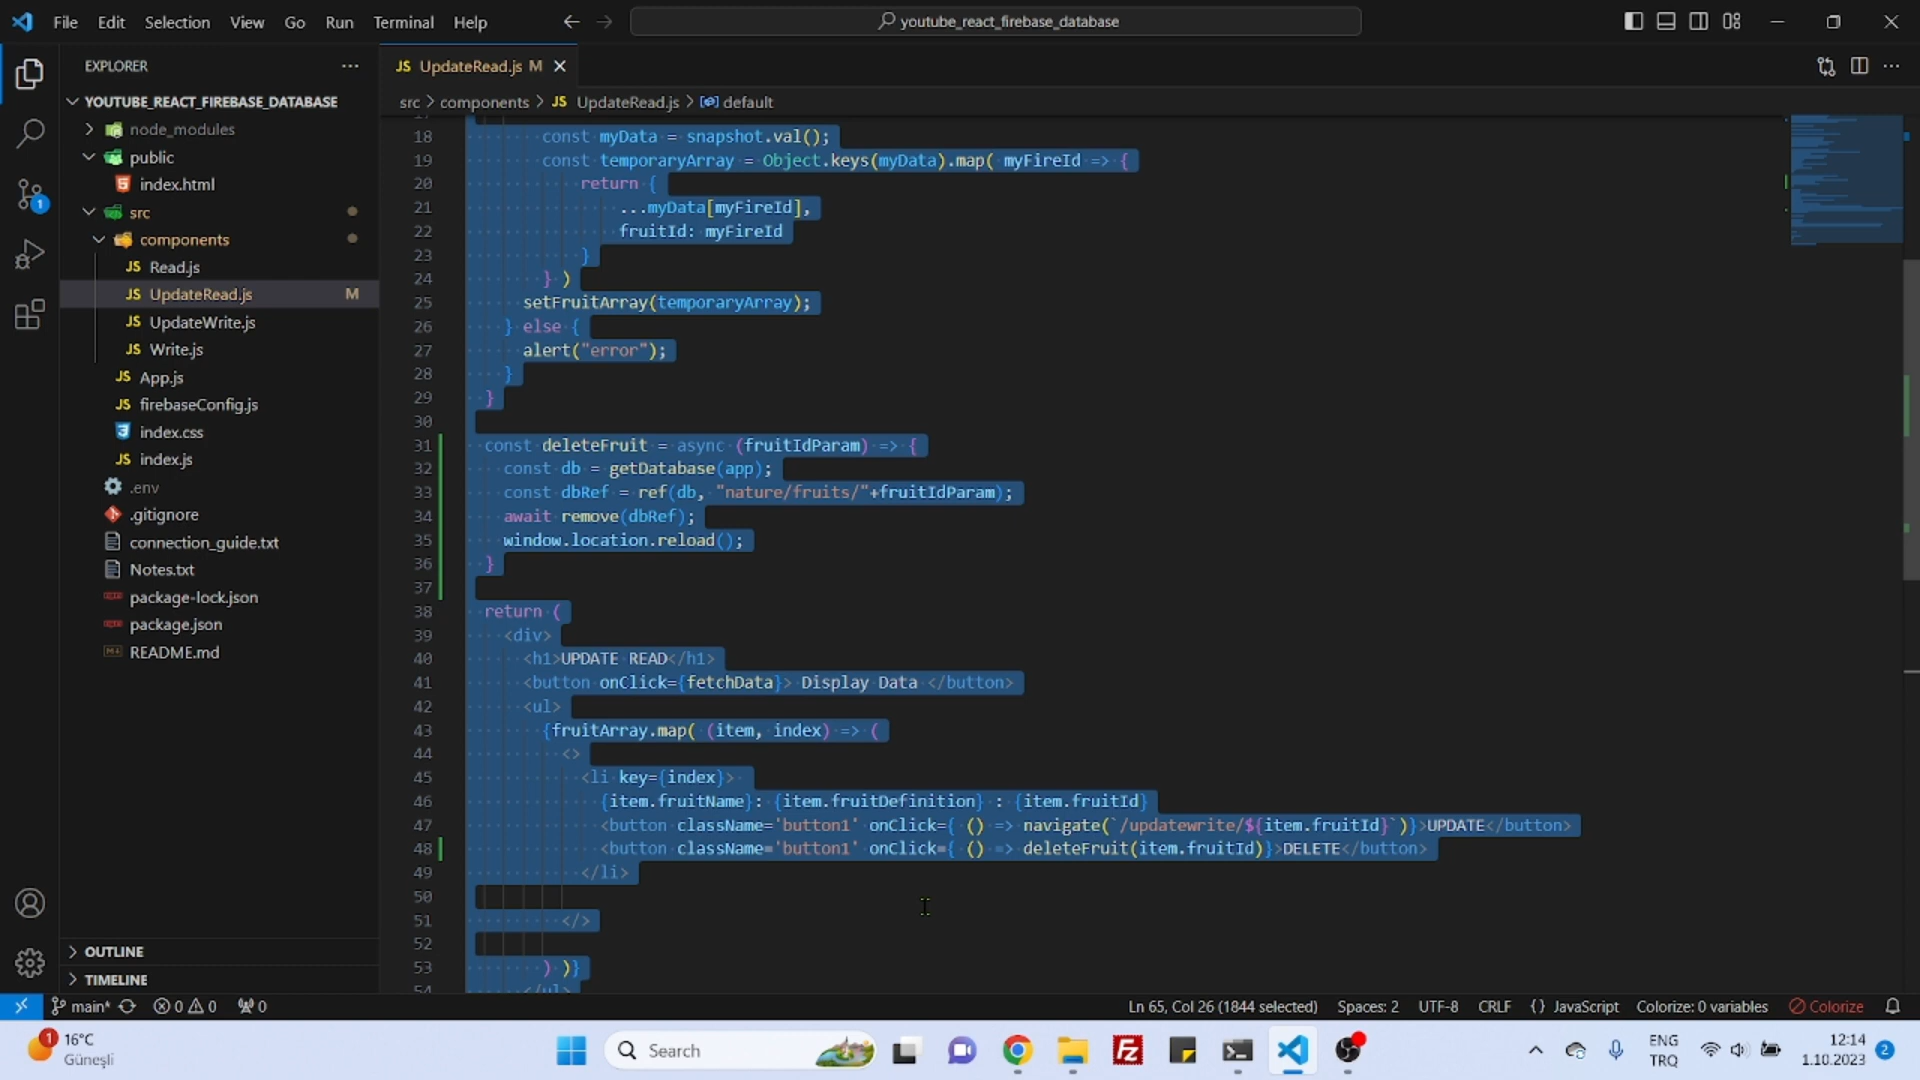 File Edit Selection View Go Run Terminal Help
youtube_react_firebase_database
EXPLORER
YOUTUBE_REACT_FIREBASE_DATABASE
node_modules
public
index.html
src
components
Read.js
UpdateRead.js M
UpdateWrite.js
Write.js
App.js
firebaseConfig.js
index.css
index.js
.env
.gitignore
connection_guide.txt
Notes.txt
package-lock.json
package.json
README.md
OUTLINE
TIMELINE
JS UpdateRead.js M
src > components > JS UpdateRead.js > default
18 const myData = snapshot.val();
19 const temporaryArray = Object.keys(myData).map( myFireId => {
20 return {
21 ...myData[myFireId],
22 fruitId: myFireId
23 }
24 } )
25 setFruitArray(temporaryArray);
26 } else {
27 alert("error");
28 }
29 }
30
31 const deleteFruit = async (fruitIdParam) => {
32 const db = getDatabase(app);
33 const dbRef = ref(db, "nature/fruits/"+fruitIdParam);
34 await remove(dbRef);
35 window.location.reload();
36 }
37
38 return (
39 <div>
40 <h1>UPDATE READ</h1>
41 <button onClick={fetchData}> Display Data </button>
42 <ul>
43 {fruitArray.map( (item, index) => (
44 <>
45 <li key={index}>
46 {item.fruitName}: {item.fruitDefinition} : {item.fruitId}
47 <button className='button1' onClick={ () => navigate(`/updatewrite/${item.fruitId}`)}>UPDATE</button>
48 <button className='button1' onClick={ () => deleteFruit(item.fruitId)}>DELETE</button>
49 </li>
50
51 </>
52
53 ) )}
54 </ul>
main* 0 0 0
Ln 65, Col 26 (1844 selected) Spaces: 2 UTF-8 CRLF {} JavaScript Colorize: 0 variables Colorize
1
16°C
Güneşli
Search
ENG
TRQ
12:14
1.10.2023
2